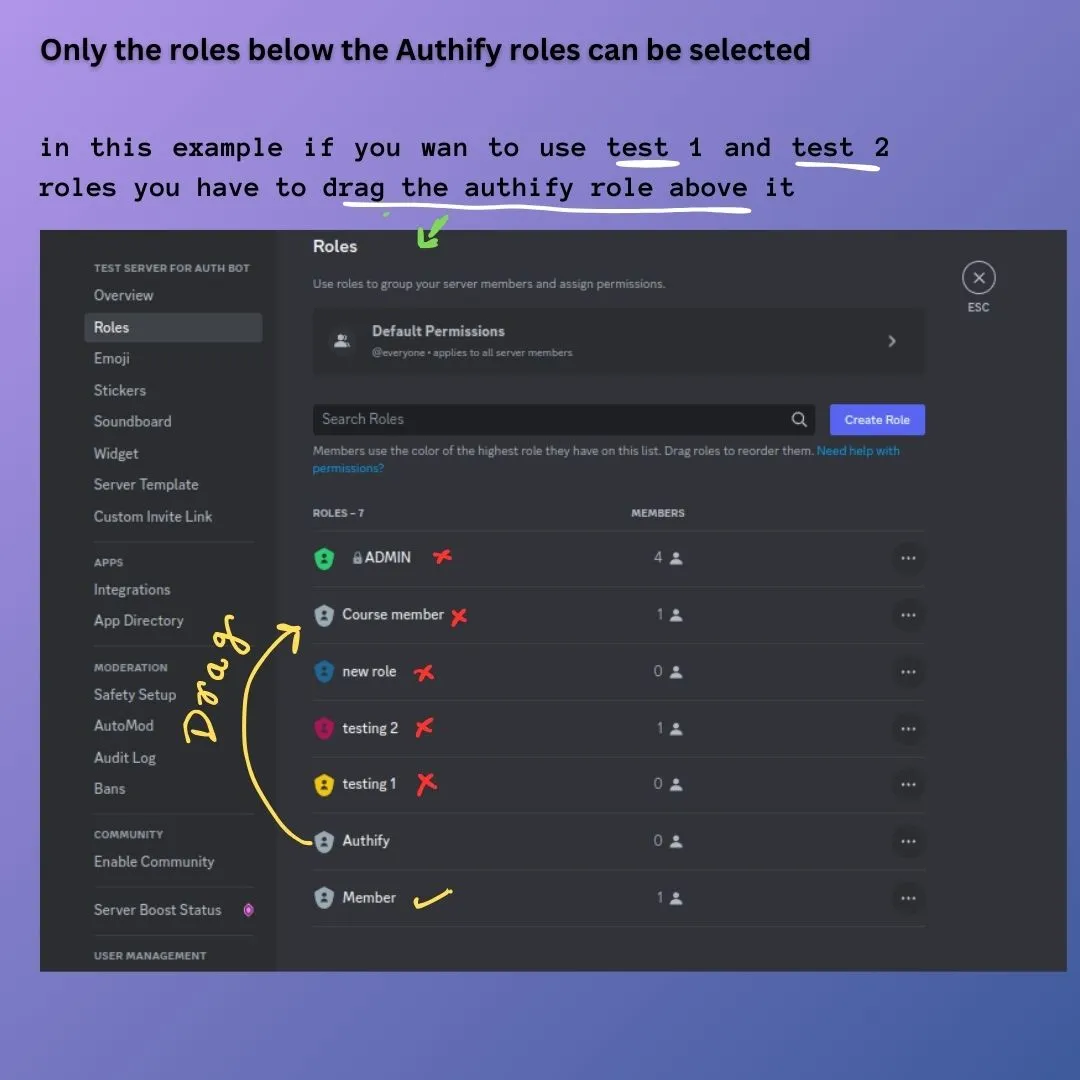 Only the roles below the Authify roles can be selected
in this example if you wan to use test 1 and test 2
roles you have to drag the authify role above it
TEST SERVER FOR AUTH BOT
Overview
Roles
Emoji
Stickers
Soundboard
Widget
Server Template
Custom Invite Link
APPS
Integrations
App Directory
MODERATION
Safety Setup
AutoMod
Audit Log
Bans
COMMUNITY
Enable Community
Server Boost Status
USER MANAGEMENT
Drag
Roles
Use roles to group your server members and assign permissions.
ESC
Default Permissions
@everyone • applies to all server members
Search Roles
Create Role
Members use the color of the highest role they have on this list. Drag roles to reorder them. Need help with
permissions?
ROLES – 7 MEMBERS
ADMIN 4
Course member 1
new role 0
testing 2 1
testing 1 0
Authify 0
Member 1